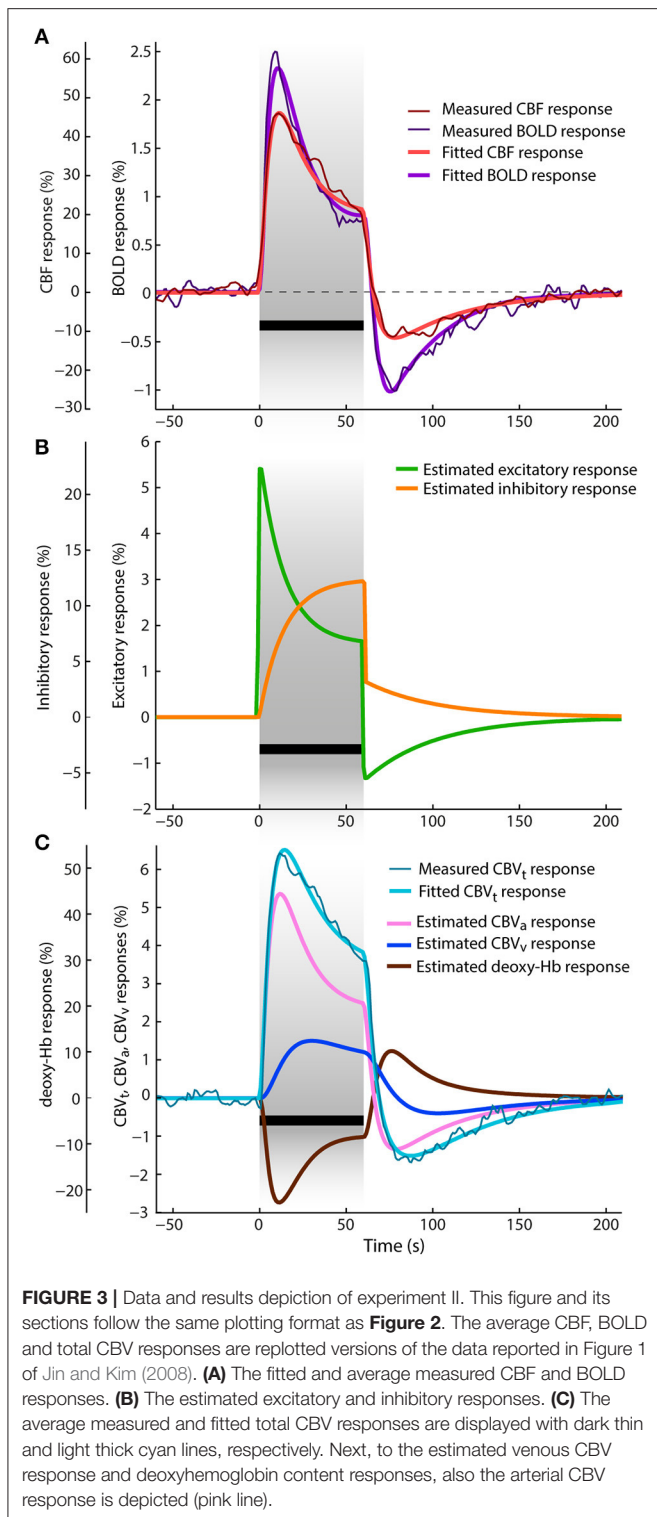 A
CBF response (%)
60
50
40
30
20
10
0
−10
−20
−30
BOLD response (%)
2.5
2
1.5
1
0.5
0
−0.5
−1
Measured CBF response
Measured BOLD response
Fitted CBF response
Fitted BOLD response
−50 0 50 100 150 200
B
Inhibitory response (%)
20
15
10
5
0
−5
Excitatory response (%)
6
5
4
3
2
1
0
−1
−2
Estimated excitatory response
Estimated inhibitory response
−50 0 50 100 150 200
C
deoxy-Hb response (%)
50
40
30
20
10
0
−10
−20
CBVt, CBVa, CBVv responses (%)
6
5
4
3
2
1
0
−1
−2
−3
Measured CBVt response
Fitted CBVt response
Estimated CBVa response
Estimated CBVv response
Estimated deoxy-Hb response
−50 0 50 100 150 200
Time (s)
FIGURE 3 | Data and results depiction of experiment II. This figure and its
sections follow the same plotting format as Figure 2. The average CBF, BOLD
and total CBV responses are replotted versions of the data reported in Figure 1
of Jin and Kim (2008). (A) The fitted and average measured CBF and BOLD
responses. (B) The estimated excitatory and inhibitory responses. (C) The
average measured and fitted total CBV responses are displayed with dark thin
and light thick cyan lines, respectively. Next, to the estimated venous CBV
response and deoxyhemoglobin content responses, also the arterial CBV
response is depicted (pink line).